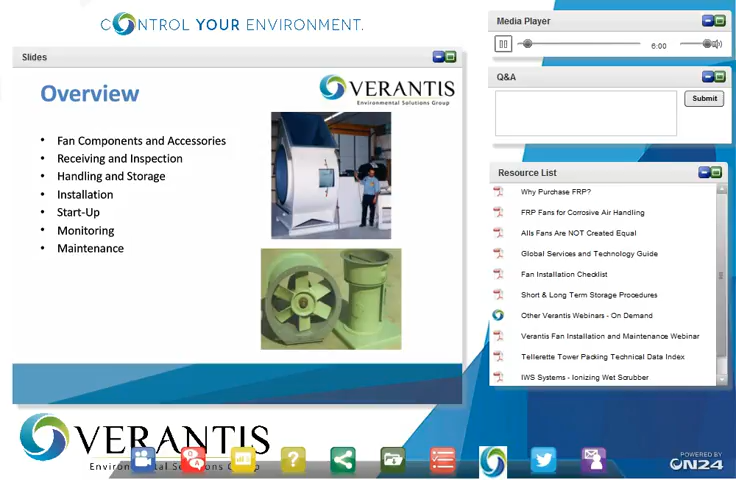 CONTROL YOUR ENVIRONMENT.
Slides
Overview
VERANTIS
Environmental Solutions Group
• Fan Components and Accessories
• Receiving and Inspection
• Handling and Storage
• Installation
• Start-Up
• Monitoring
• Maintenance
VERANTIS
Environmental Solutions Group
Media Player
6:00
Q&A
Submit
Resource List
Why Purchase FRP?
FRP Fans for Corrosive Air Handling
Alls Fans Are NOT Created Equal
Global Services and Technology Guide
Fan Installation Checklist
Short & Long Term Storage Procedures
Other Verantis Webinars - On Demand
Verantis Fan Installation and Maintenance Webinar
Tellerette Tower Packing Technical Data Index
IWS Systems - Ionizing Wet Scrubber
Q
A
?
POWERED BY
ON24